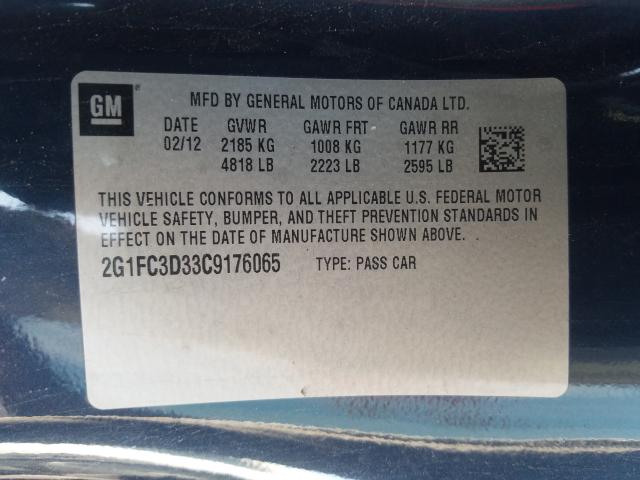 GM
MFD BY GENERAL MOTORS OF CANADA LTD.
DATE GVWR GAWR FRT GAWR RR
02/12 2185 KG 1008 KG 1177 KG
4818 LB 2223 LB 2595 LB
THIS VEHICLE CONFORMS TO ALL APPLICABLE U.S. FEDERAL MOTOR
VEHICLE SAFETY, BUMPER, AND THEFT PREVENTION STANDARDS IN
EFFECT ON THE DATE OF MANUFACTURE SHOWN ABOVE.
2G1FC3D33C9176065 TYPE: PASS CAR